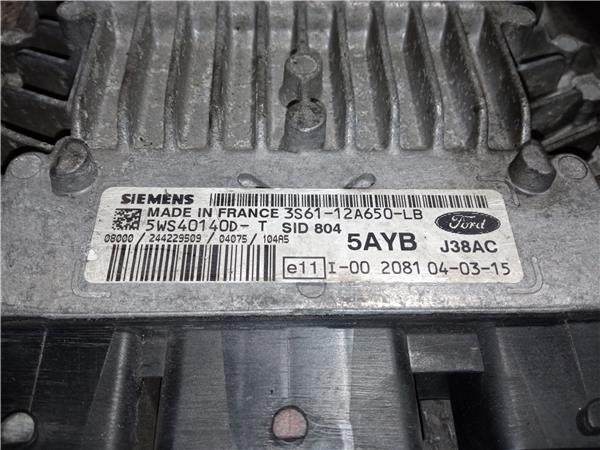 SIEMENS
MADE IN FRANCE 3S61-12A650-LB
5WS40140D-T SID 804
08000 / 244229509 / 04075 / 104A5
5AYB
Ford
J38AC
e11 I-00 2081 04-03-15